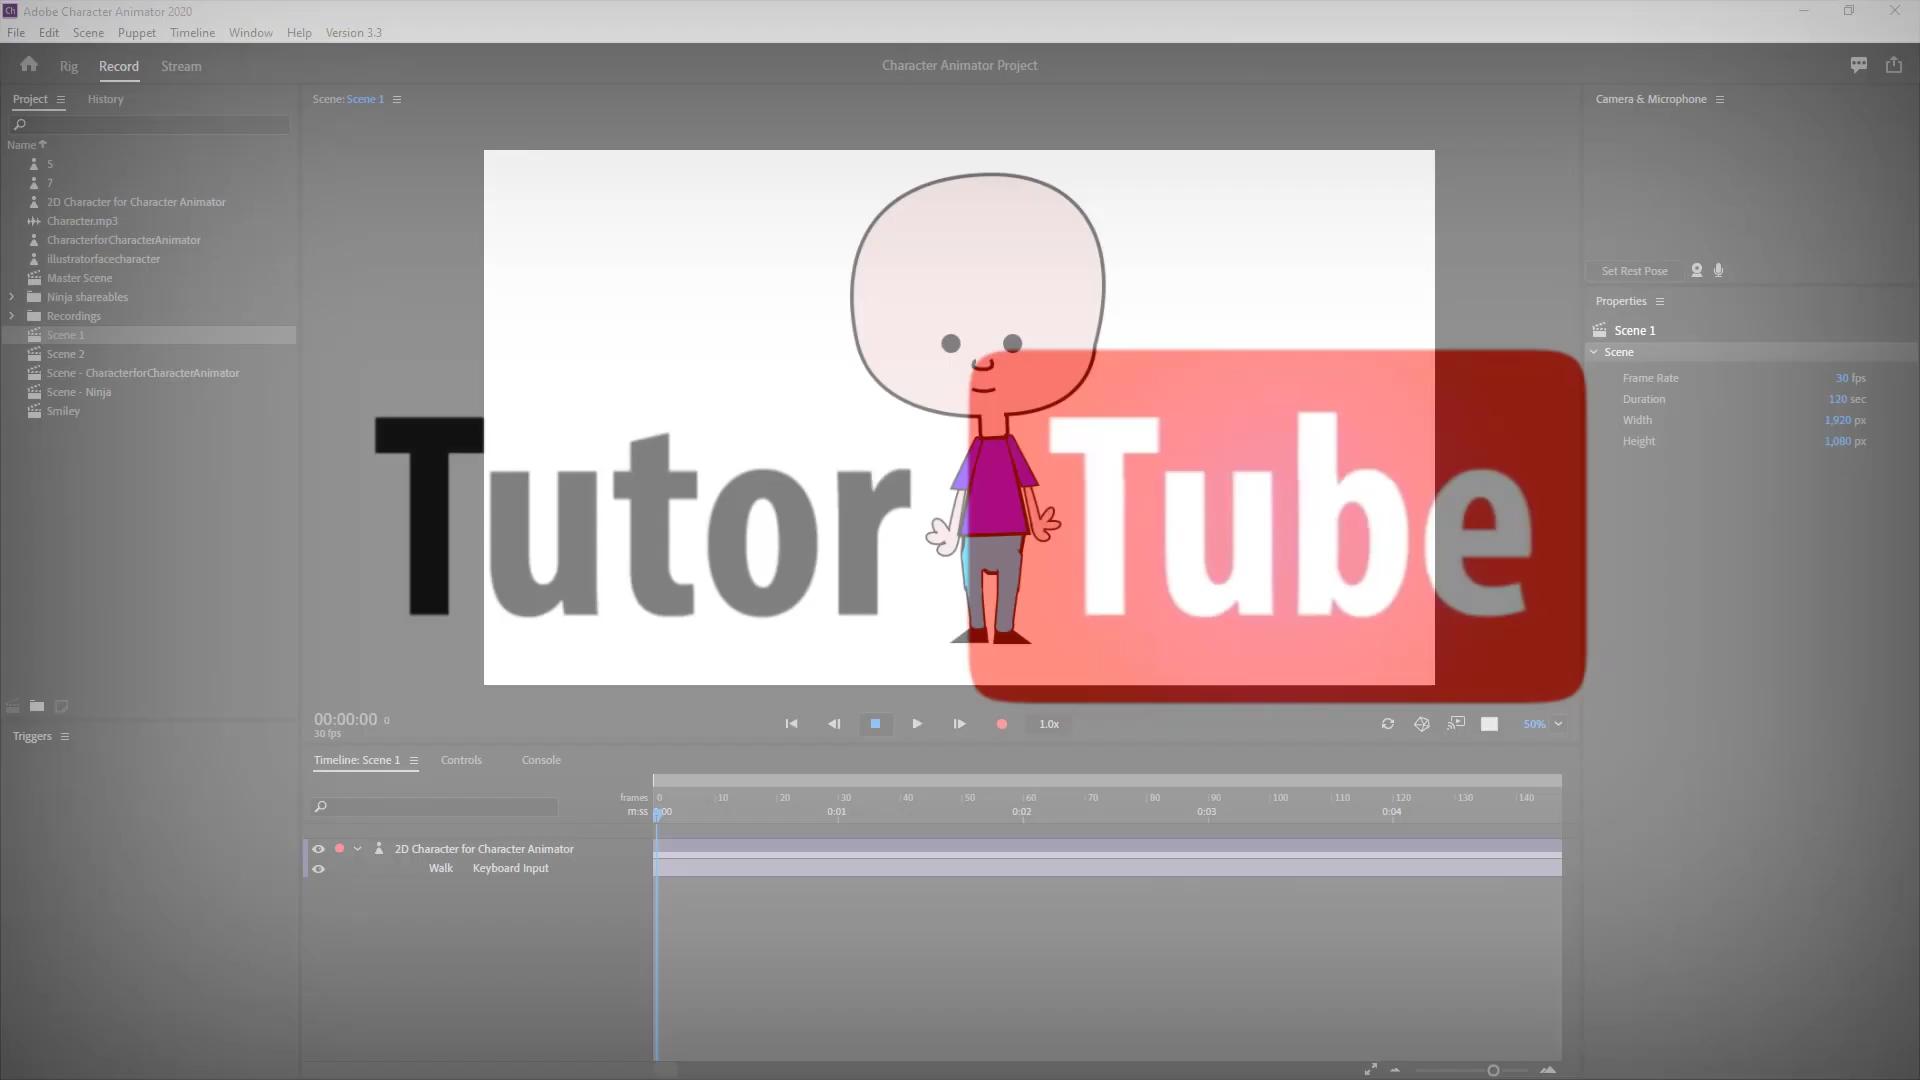 Ch Adobe Character Animator 2020
File Edit Scene Puppet Timeline Window Help Version 3.3
Rig Record Stream
Character Animator Project
Project History
Name
5
7
2D Character for Character Animator
Character.mp3
CharacterforCharacterAnimator
illustratorfacecharacter
Master Scene
Ninja shareables
Recordings
Scene 1
Scene 2
Scene - CharacterforCharacterAnimator
Scene - Ninja
Smiley
Triggers
Scene: Scene 1
Tutor Tube
00:00:00 0
30 fps
1.0x
50%
Timeline: Scene 1 Controls Console
frames 0 10 20 30 40 50 60 70 80 90 100 110 120 130 140
m:ss 0:00 0:01 0:02 0:03 0:04
2D Character for Character Animator
Walk Keyboard Input
Camera & Microphone
Set Rest Pose
Properties
Scene 1
Scene
Frame Rate 30 fps
Duration 120 sec
Width 1,920 px
Height 1,080 px